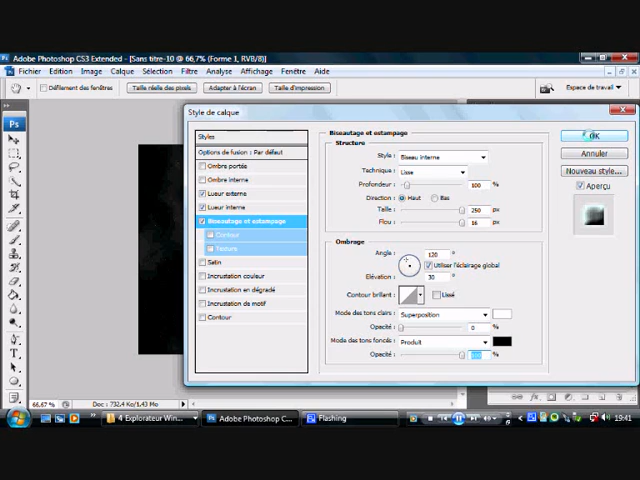 Adobe Photoshop CS3 Extended - [Sans titre-10 @ 66,7% (Forme 1, RVB/8)]
Fichier Edition Image Calque Sélection Filtre Analyse Affichage Fenêtre Aide
Défilement des fenêtres Taille réelle des pixels Adapter à l'écran Taille d'impression Espace de travail
Ps
Style de calque
Styles
Options de fusion : Par défaut
Ombre portée
Ombre interne
Lueur externe
Lueur interne
Biseautage et estampage
Contour
Texture
Satin
Incrustation couleur
Incrustation en dégradé
Incrustation de motif
Contour
Biseautage et estampage
Structure
Style : Biseau interne
Technique : Lisse
Profondeur : 100 %
Direction : Haut Bas
Taille : 250 px
Flou : 16 px
Ombrage
Angle : 120 °
Utiliser l'éclairage global
Elévation : 30 °
Contour brillant : Lissé
Mode des tons clairs : Superposition
Opacité : 0 %
Mode des tons foncés : Produit
Opacité : 100 %
OK
Annuler
Nouveau style...
Aperçu
66,67 % Doc : 732,4 Ko/1,43 Mo
4 Explorateur Win... Adobe Photoshop C... Flashing 19:41